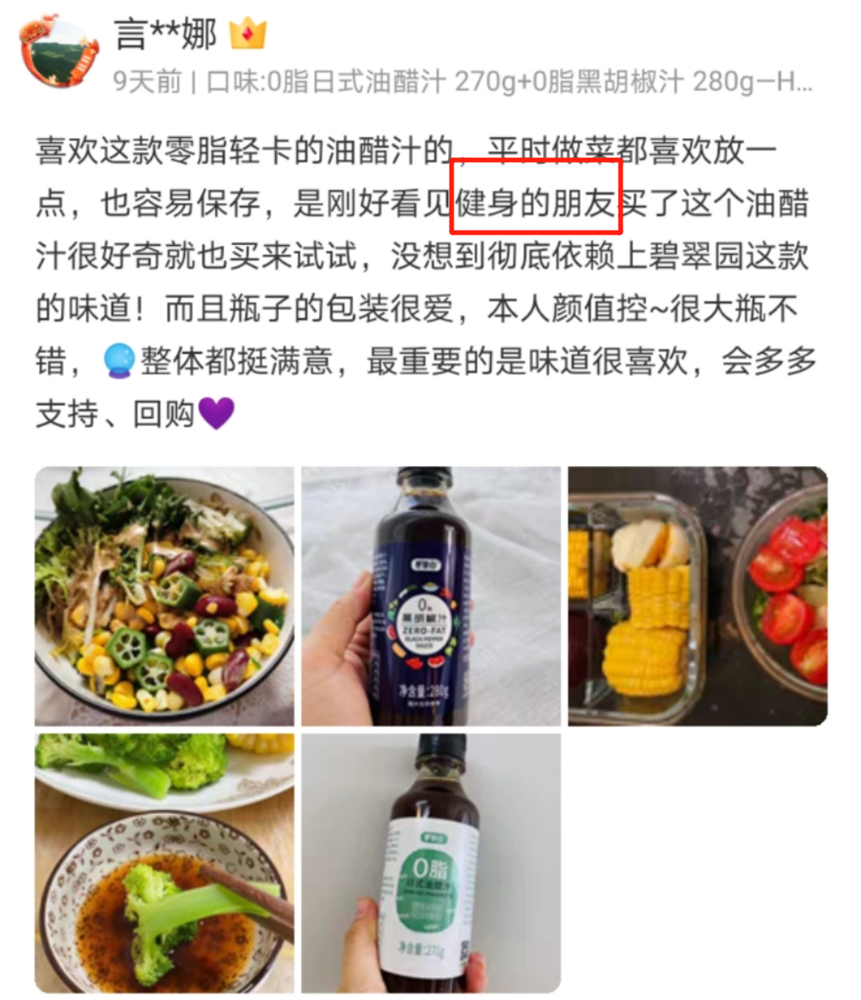 言**娜
9天前 | 口味:0脂日式油醋汁 270g+0脂黑胡椒汁 280g—H...
喜欢这款零脂轻卡的油醋汁的，平时做菜都喜欢放一
点，也容易保存，是刚好看见健身的朋友买了这个油醋
汁很好奇就也买来试试，没想到彻底依赖上碧翠园这款
的味道！而且瓶子的包装很爱，本人颜值控~很大瓶不
错，🔮整体都挺满意，最重要的是味道很喜欢，会多多
支持、回购💜
0脂
黑胡椒汁
ZERO-FAT
BLACK PEPPER
SAUCE
净含量:280g
0脂
日式油醋汁
净含量:270g